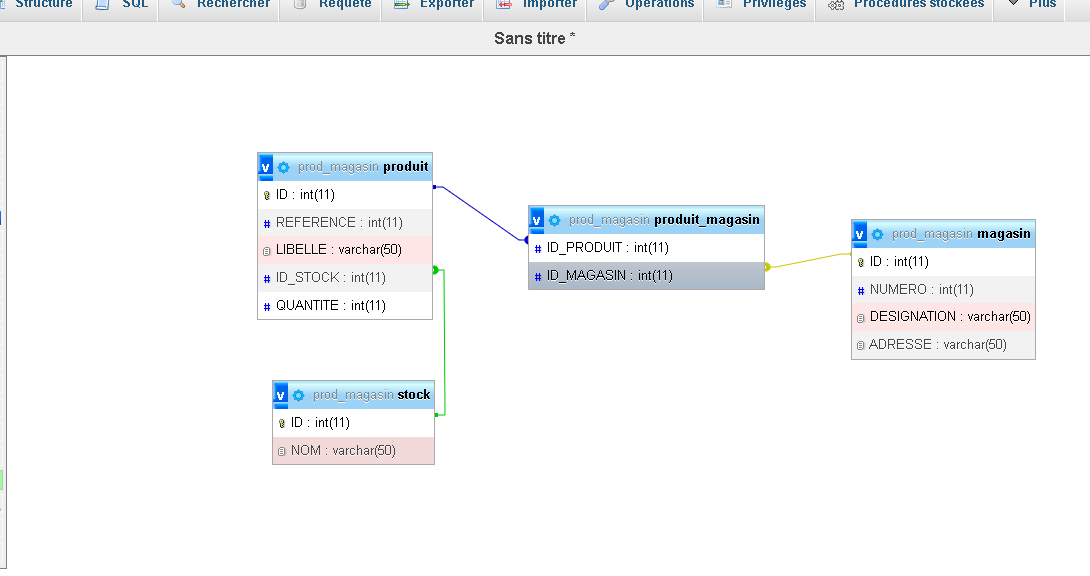 Structure SQL Rechercher Requête Exporter Importer Opérations Privilèges Procédures stockées Plus
Sans titre *
v prod_magasin produit
ID : int(11)
# REFERENCE : int(11)
LIBELLE : varchar(50)
# ID_STOCK : int(11)
# QUANTITE : int(11)
v prod_magasin produit_magasin
# ID_PRODUIT : int(11)
# ID_MAGASIN : int(11)
v prod_magasin magasin
ID : int(11)
# NUMERO : int(11)
DESIGNATION : varchar(50)
ADRESSE : varchar(50)
v prod_magasin stock
ID : int(11)
NOM : varchar(50)